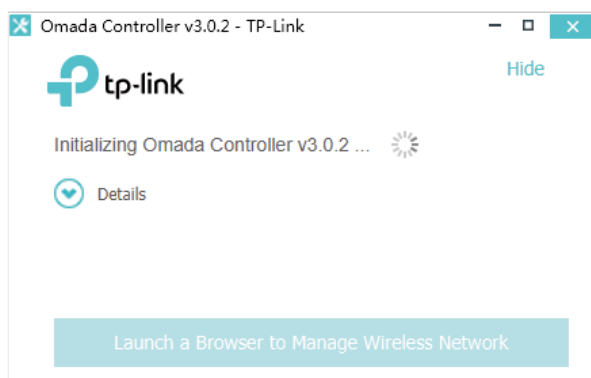 Omada Controller v3.0.2 - TP-Link
tp-link
Hide
Initializing Omada Controller v3.0.2 ...
Details
Launch a Browser to Manage Wireless Network